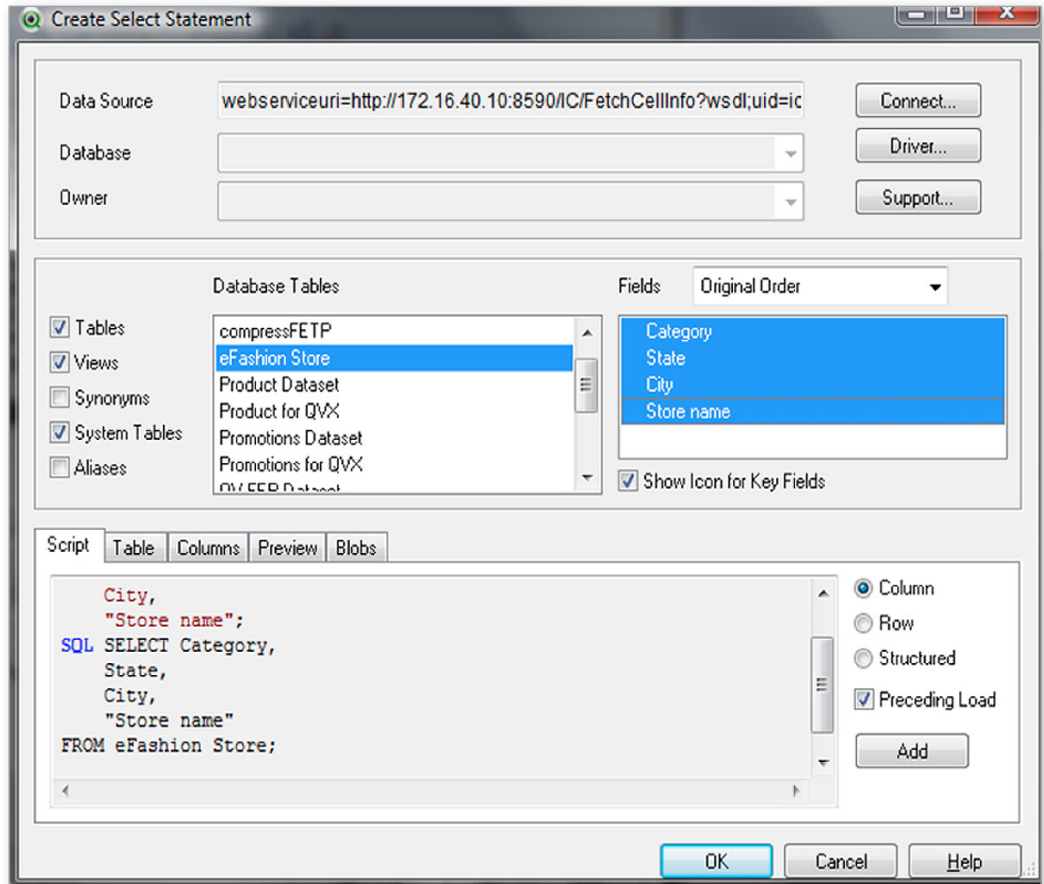 Create Select Statement
Data Source
webserviceuri=http://172.16.40.10:8590/IC/FetchCellInfo?wsdl;uid=ic
Connect...
Database
Driver...
Owner
Support...
Database Tables
Fields
Original Order
Tables
Views
Synonyms
System Tables
Aliases
compressFETP
eFashion Store
Product Dataset
Product for QVX
Promotions Dataset
Promotions for QVX
Category
State
City
Store name
Show Icon for Key Fields
Script Table Columns Preview Blobs
City,
"Store name";
SQL SELECT Category,
State,
City,
"Store name"
FROM eFashion Store;
Column
Row
Structured
Preceding Load
Add
OK Cancel Help